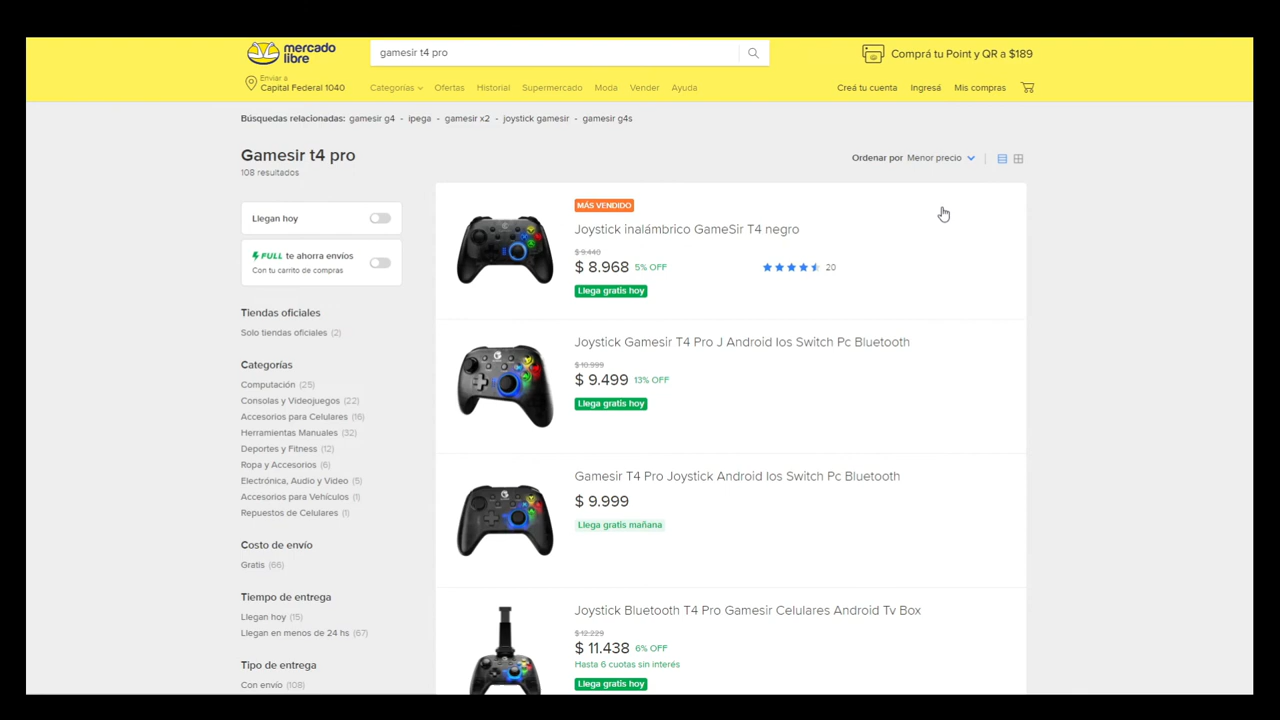 mercado
libre
gamesir t4 pro
Comprá tu Point y QR a $189
Enviar a
Capital Federal 1040
Categorías
Ofertas
Historial
Supermercado
Moda
Vender
Ayuda
Creá tu cuenta
Ingresá
Mis compras
Búsquedas relacionadas: gamesir g4 - ipega - gamesir x2 - joystick gamesir - gamesir g4s
Gamesir t4 pro
108 resultados
Ordenar por Menor precio
Llegan hoy
FULL te ahorra envíos
Con tu carrito de compras
Tiendas oficiales
Solo tiendas oficiales (2)
Categorías
Computación (25)
Consolas y Videojuegos (22)
Accesorios para Celulares (16)
Herramientas Manuales (32)
Deportes y Fitness (12)
Ropa y Accesorios (6)
Electrónica, Audio y Video (5)
Accesorios para Vehículos (1)
Repuestos de Celulares (1)
Costo de envío
Gratis (66)
Tiempo de entrega
Llegan hoy (15)
Llegan en menos de 24 hs (67)
Tipo de entrega
Con envío (108)
MÁS VENDIDO
Joystick inalámbrico GameSir T4 negro
$ 9.440
$ 8.968 5% OFF
20
Llega gratis hoy
Joystick Gamesir T4 Pro J Android Ios Switch Pc Bluetooth
$ 10.999
$ 9.499 13% OFF
Llega gratis hoy
Gamesir T4 Pro Joystick Android Ios Switch Pc Bluetooth
$ 9.999
Llega gratis mañana
Joystick Bluetooth T4 Pro Gamesir Celulares Android Tv Box
$ 12.229
$ 11.438 6% OFF
Hasta 6 cuotas sin interés
Llega gratis hoy